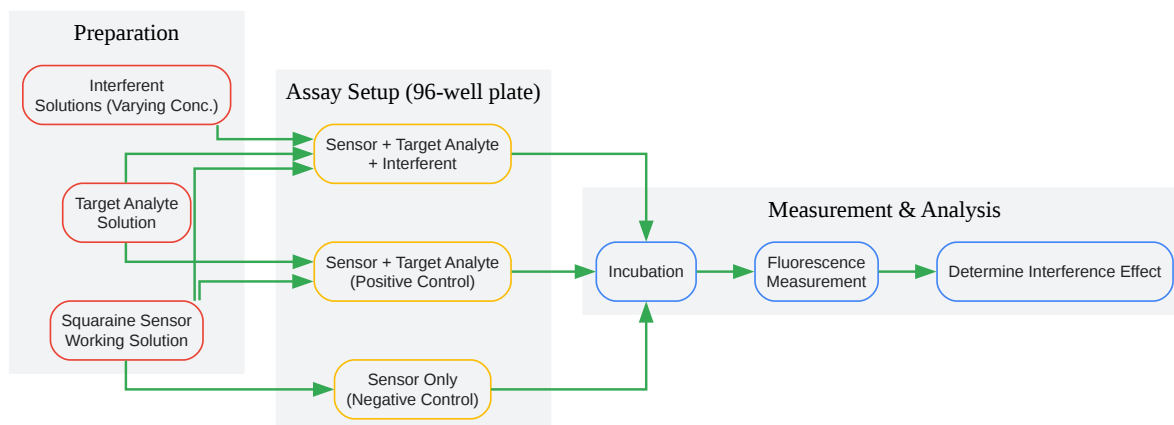 Preparation
Interferent
Solutions (Varying Conc.)
Target Analyte
Solution
Squaraine Sensor
Working Solution
Assay Setup (96-well plate)
Sensor + Target Analyte
+ Interferent
Sensor + Target Analyte
(Positive Control)
Sensor Only
(Negative Control)
Measurement & Analysis
Incubation
Fluorescence
Measurement
Determine Interference Effect